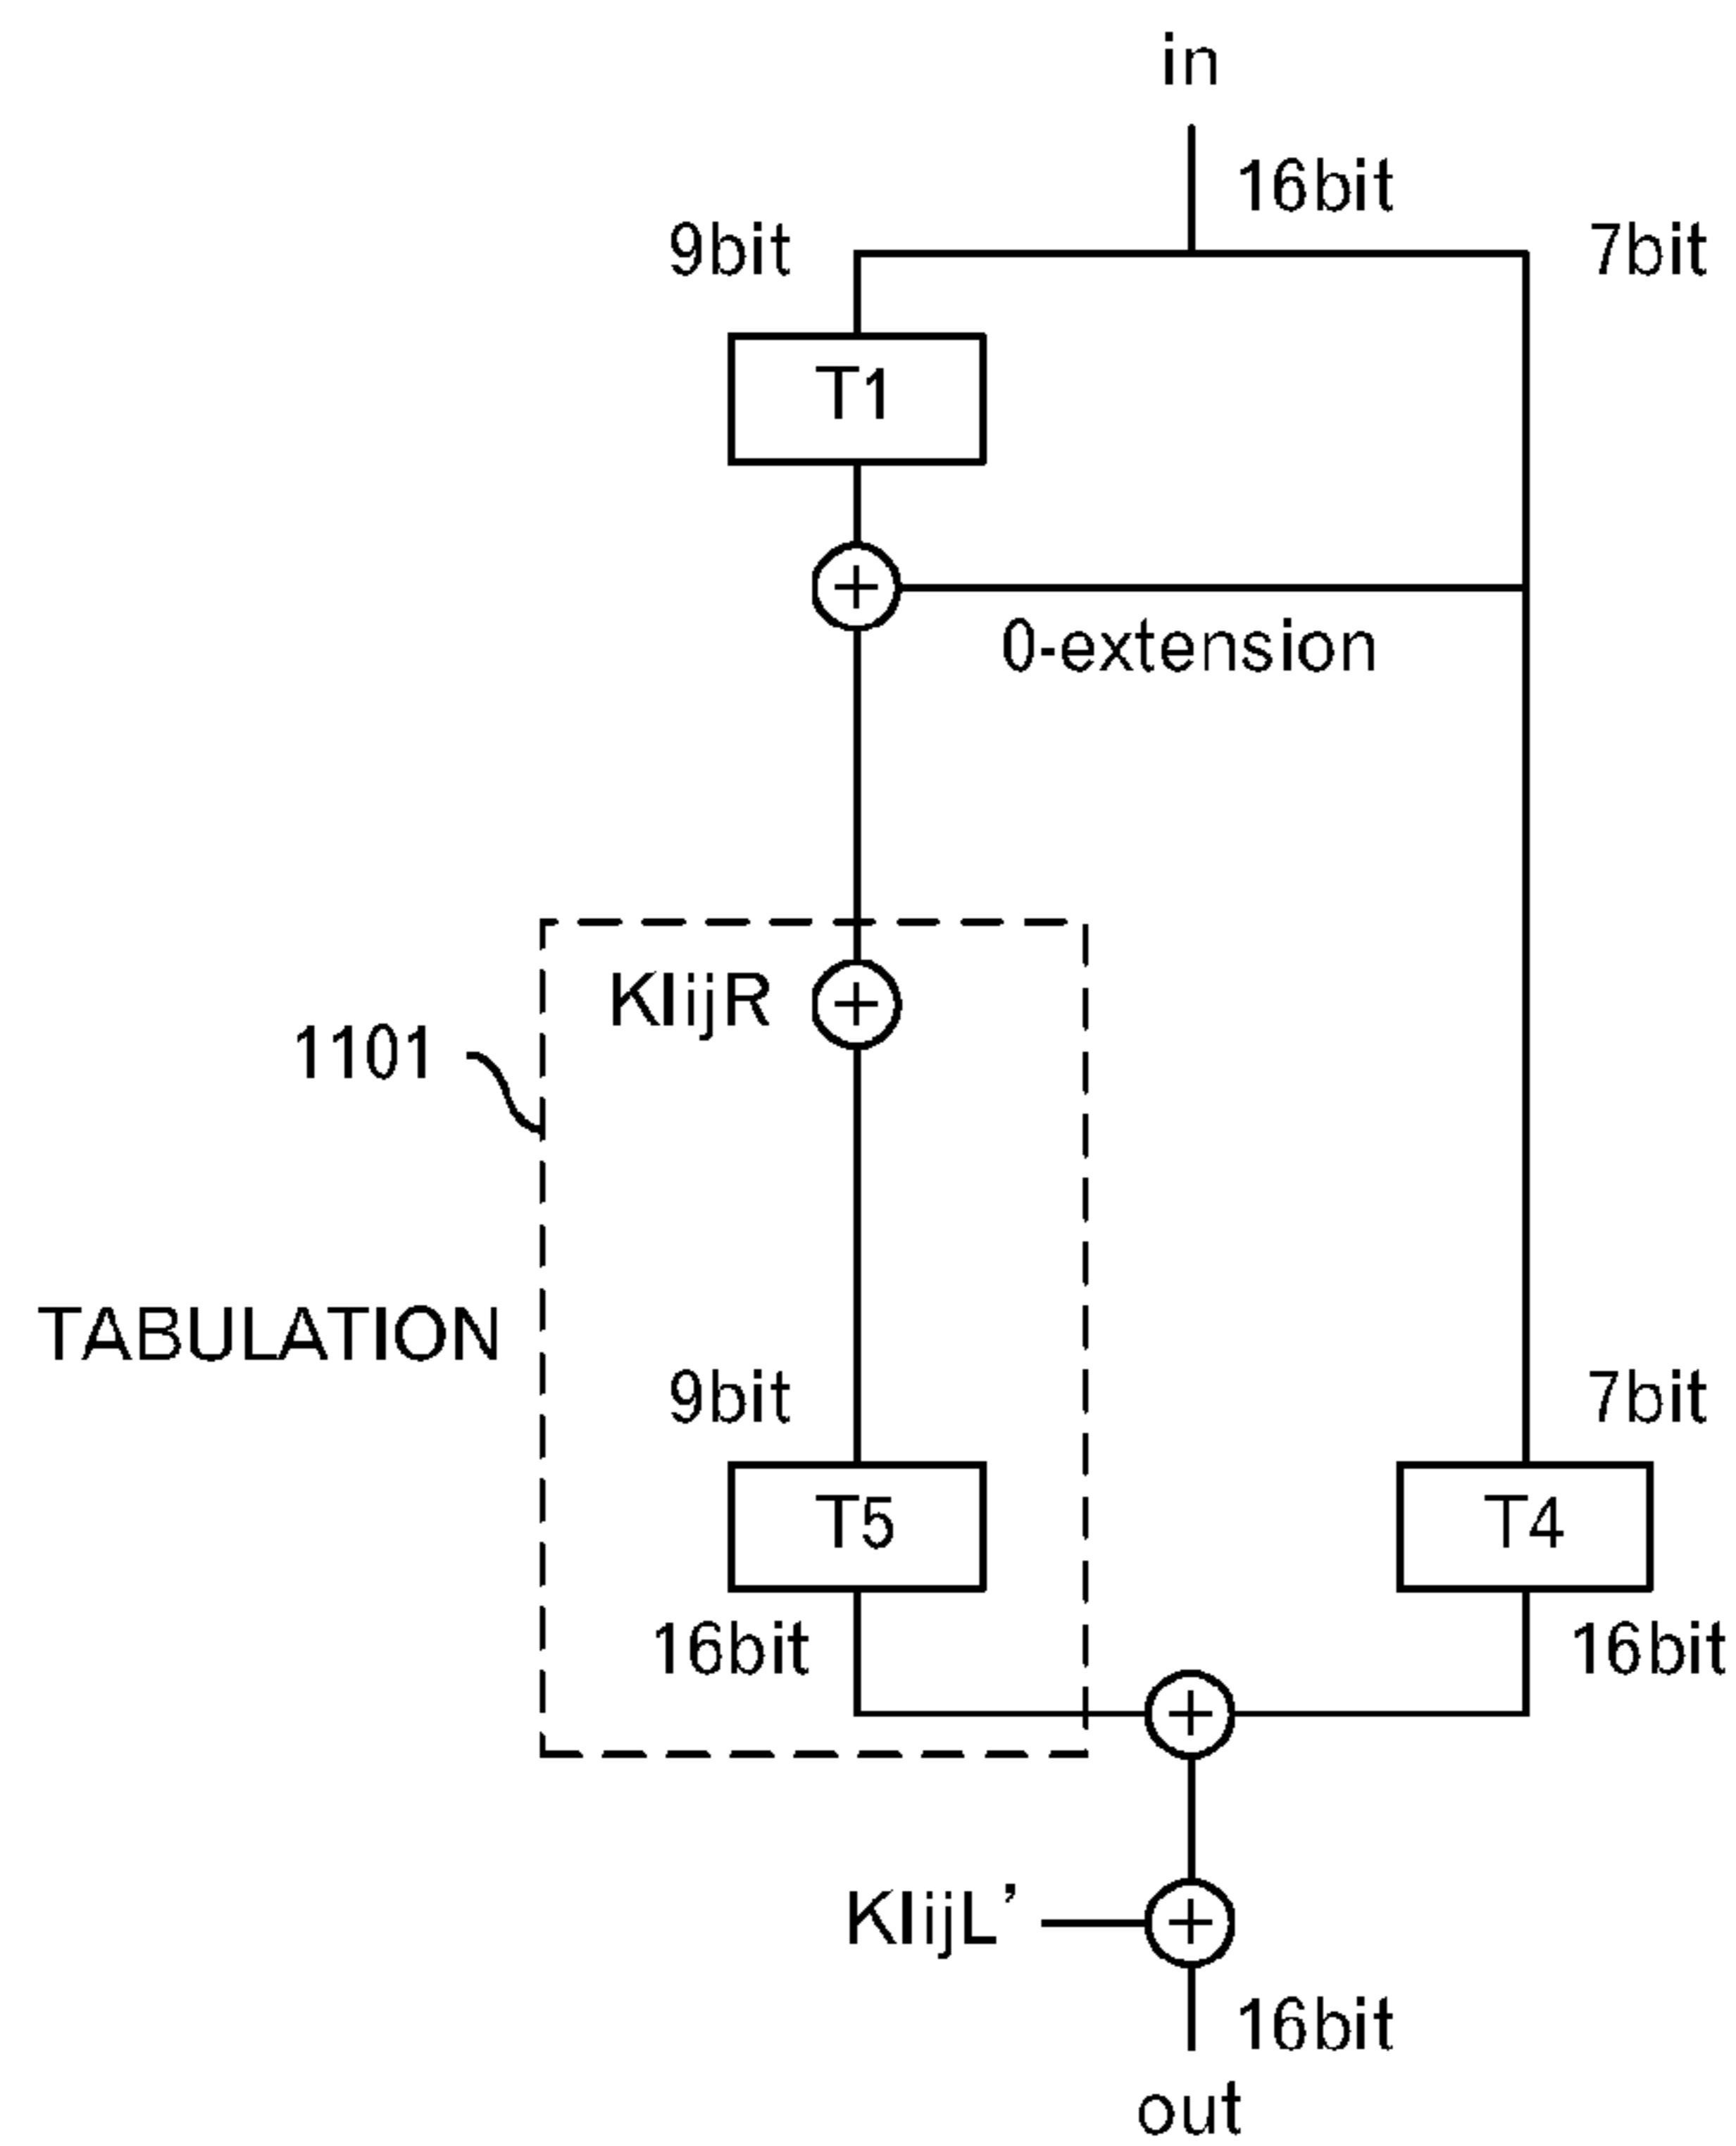 in
16bit
9bit
7bit
T1
0-extension
KIijR
1101
TABULATION
9bit
7bit
T5
T4
16bit
16bit
KIijL’
16bit
out